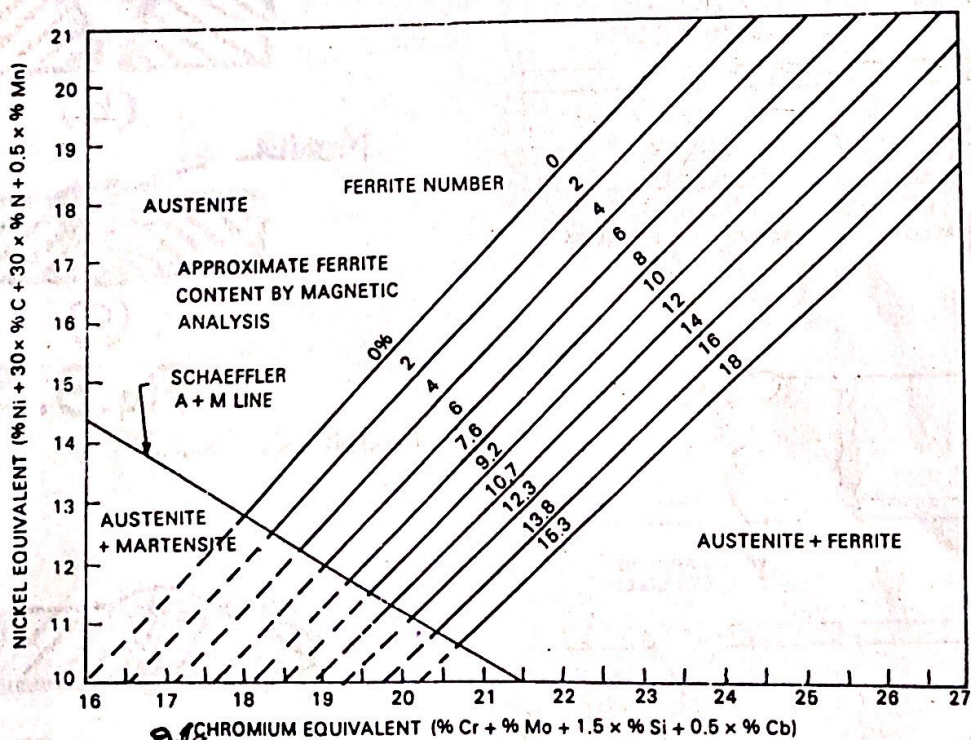 21
20
19
18
17
16
15
14
13
12
11
10
NICKEL EQUIVALENT (% Ni + 30 x % C + 30 x % N + 0.5 x % Mn)
AUSTENITE
FERRITE NUMBER
APPROXIMATE FERRITE
CONTENT BY MAGNETIC
ANALYSIS
SCHAEFFLER
A + M LINE
AUSTENITE
+ MARTENSITE
AUSTENITE + FERRITE
0
2
4
6
8
10
12
14
16
18
0%
2
4
6
7.6
9.2
10.7
12.3
13.8
15.3
16 17 18 19 20 21 22 23 24 25 26 27
CHROMIUM EQUIVALENT (% Cr + % Mo + 1.5 x % Si + 0.5 x % Cb)